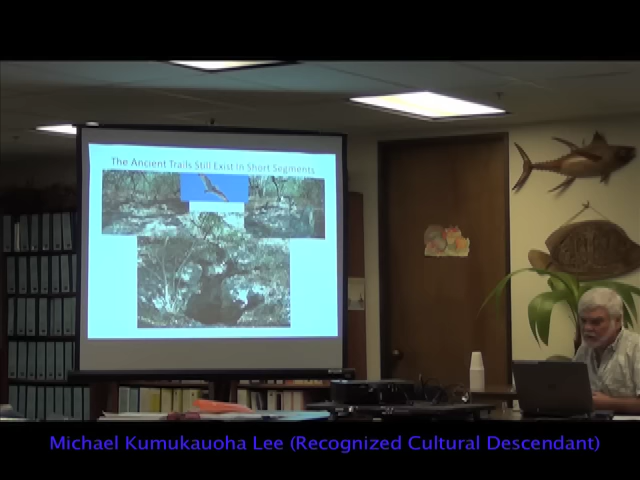 The Ancient Trails Still Exist In Short Segments
Michael Kumukauoha Lee (Recognized Cultural Descendant)